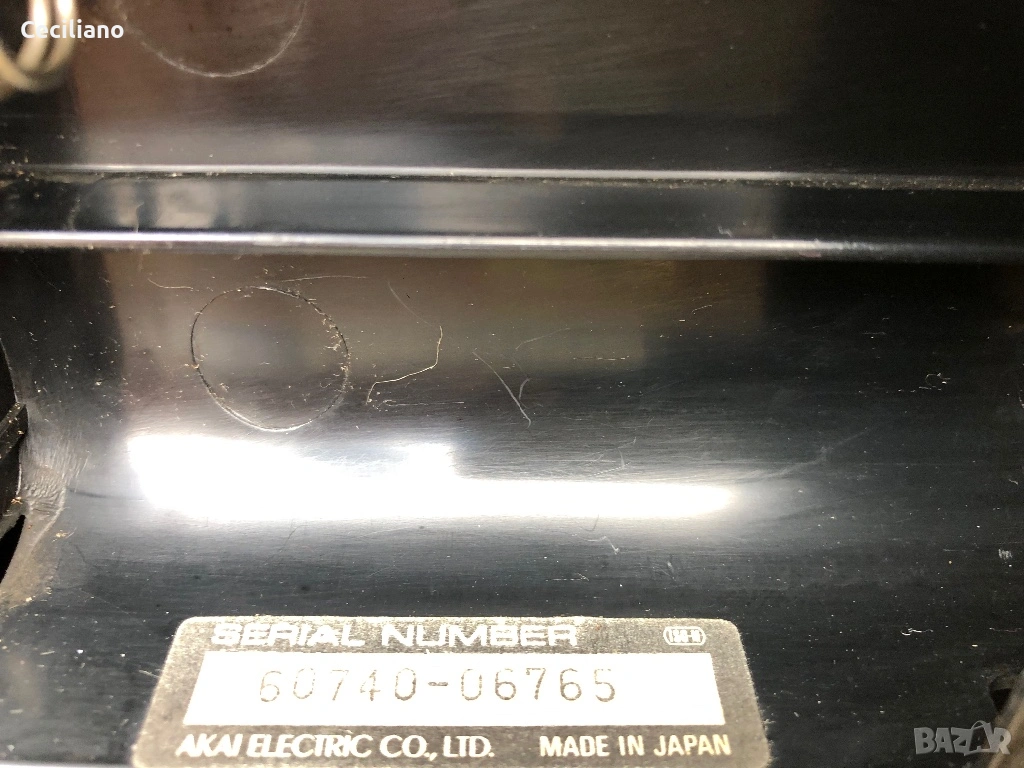 Ceciliano
SERIAL NUMBER
60740-06765
AKAI ELECTRIC CO., LTD. MADE IN JAPAN
BAZAR